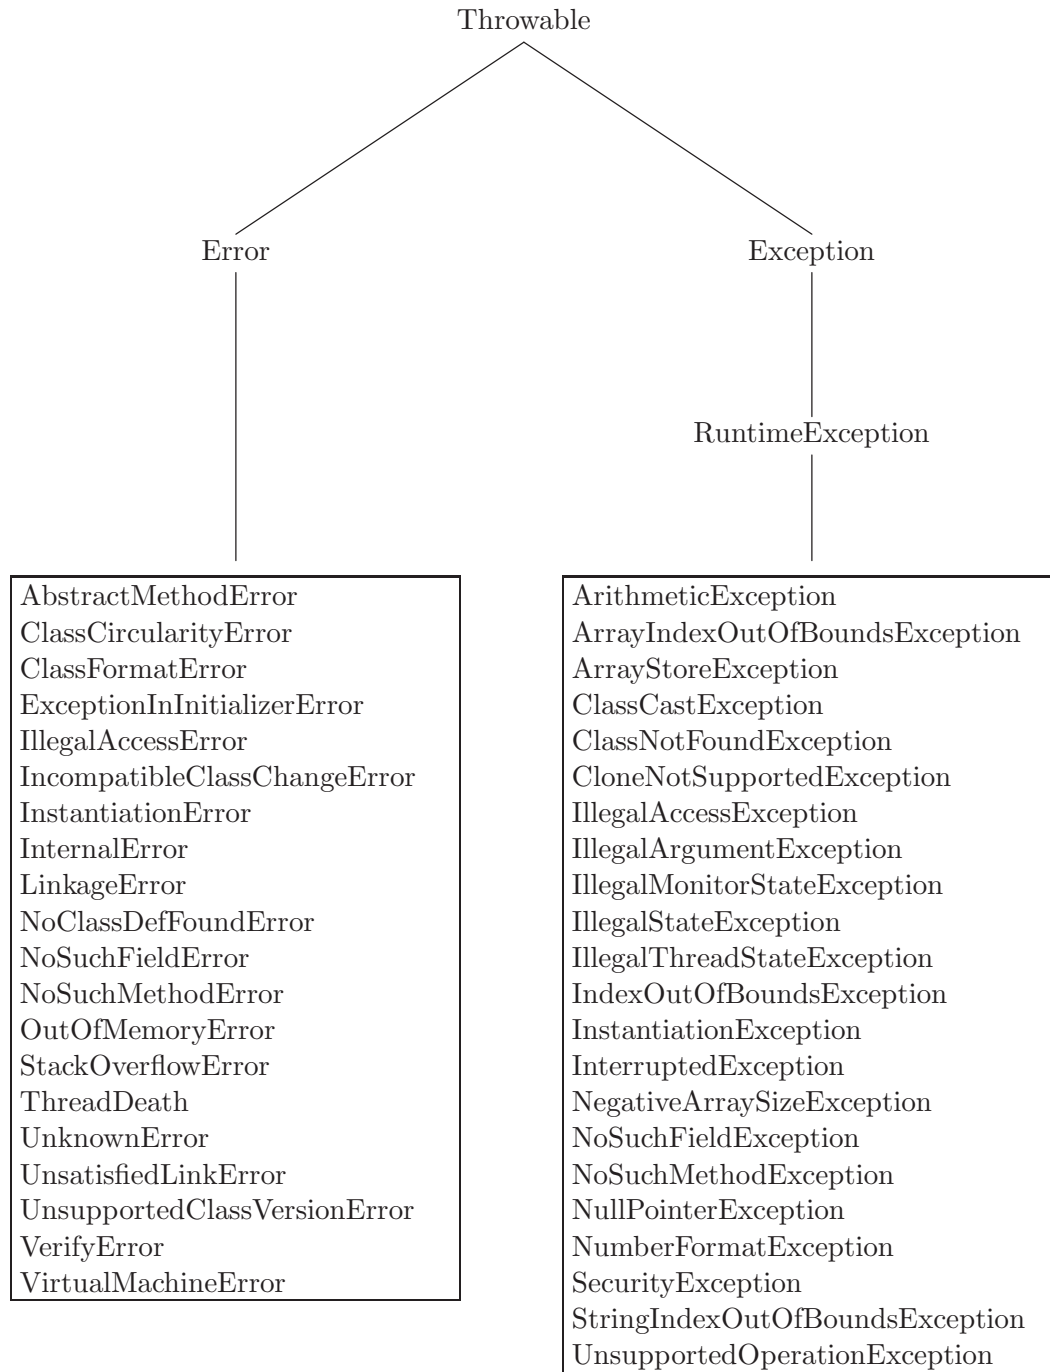 Throwable
Error
Exception
RuntimeException
AbstractMethodError
ClassCircularityError
ClassFormatError
ExceptionInInitializerError
IllegalAccessError
IncompatibleClassChangeError
InstantiationError
InternalError
LinkageError
NoClassDefFoundError
NoSuchFieldError
NoSuchMethodError
OutOfMemoryError
StackOverflowError
ThreadDeath
UnknownError
UnsatisfiedLinkError
UnsupportedClassVersionError
VerifyError
VirtualMachineError
ArithmeticException
ArrayIndexOutOfBoundsException
ArrayStoreException
ClassCastException
ClassNotFoundException
CloneNotSupportedException
IllegalAccessException
IllegalArgumentException
IllegalMonitorStateException
IllegalStateException
IllegalThreadStateException
IndexOutOfBoundsException
InstantiationException
InterruptedException
NegativeArraySizeException
NoSuchFieldException
NoSuchMethodException
NullPointerException
NumberFormatException
SecurityException
StringIndexOutOfBoundsException
UnsupportedOperationException